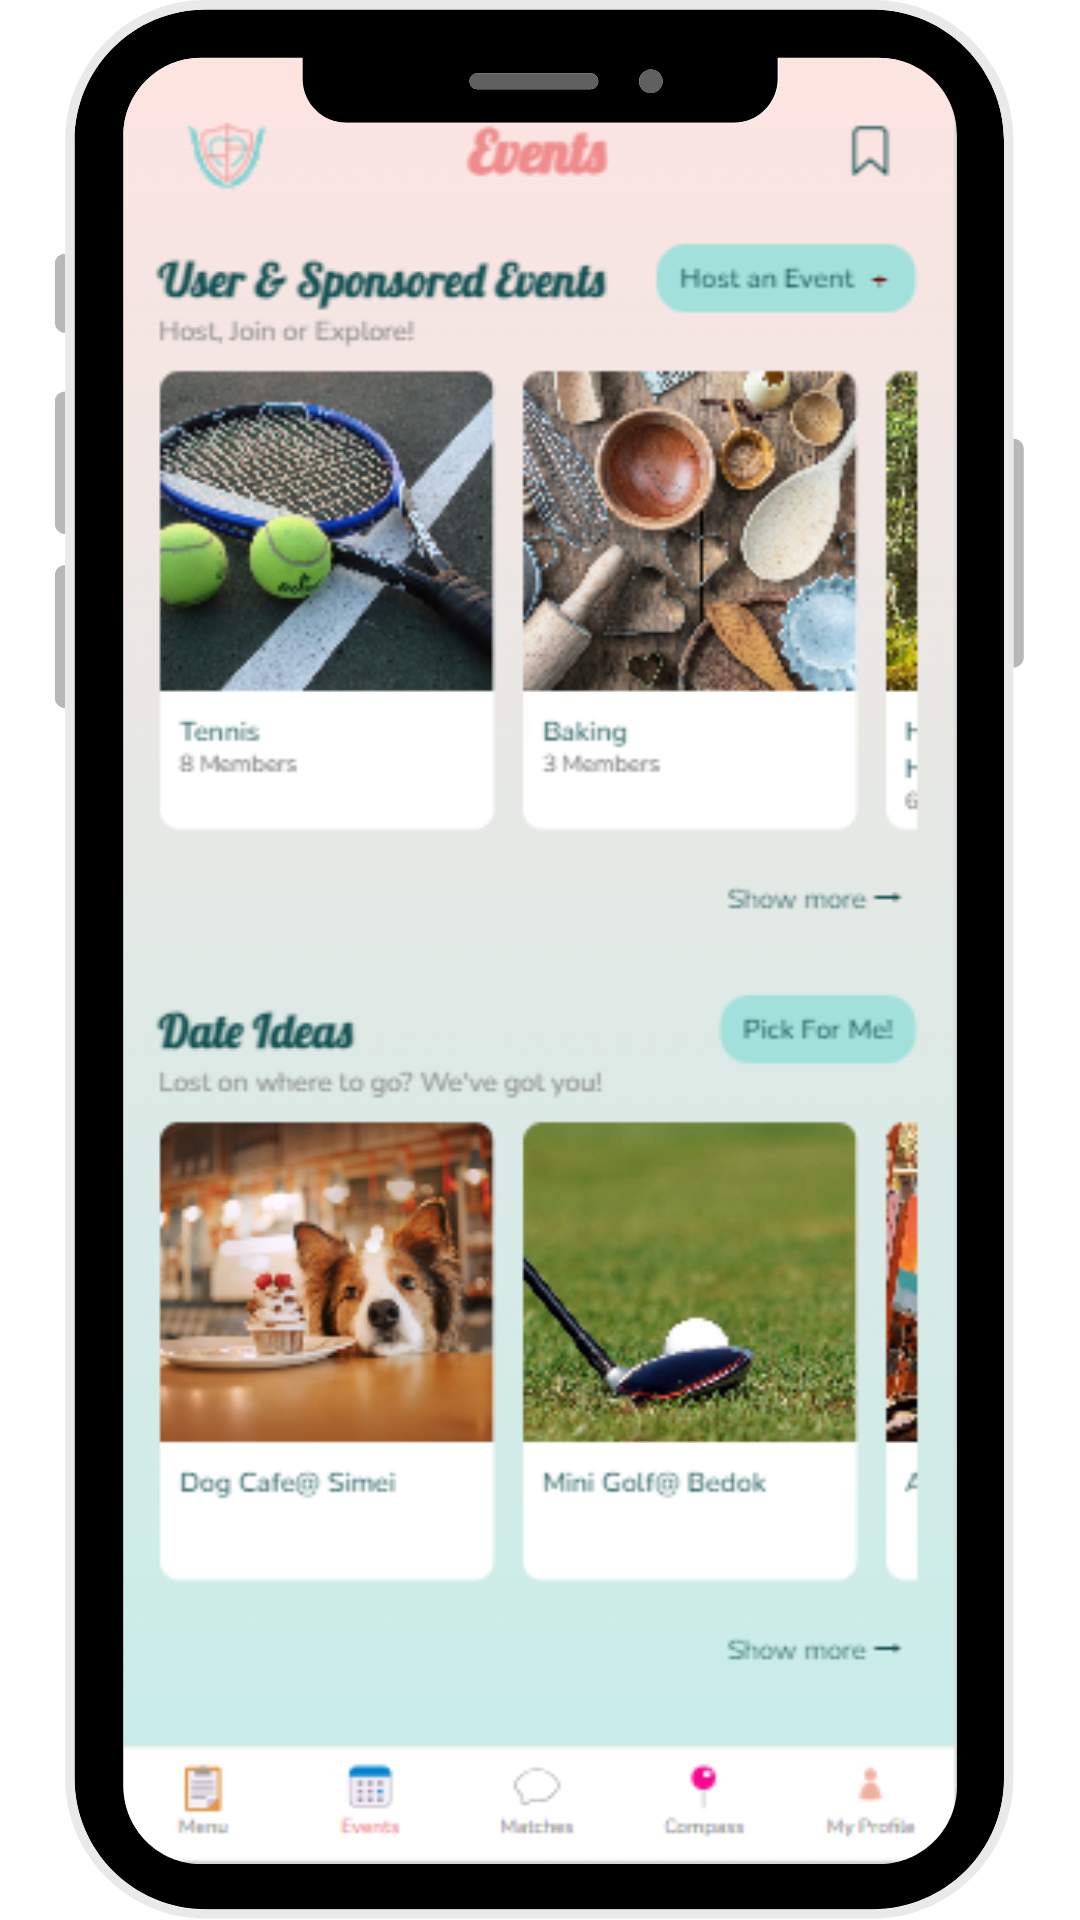 Events
User & Sponsored Events
Host an Event +
Host, Join or Explore!
Tennis
8 Members
Baking
3 Members
Show more →
Date Ideas
Pick For Me!
Lost on where to go? We've got you!
Dog Cafe@ Simei
Mini Golf@ Bedok
Show more →
Menu
Events
Matches
Compass
My Profile